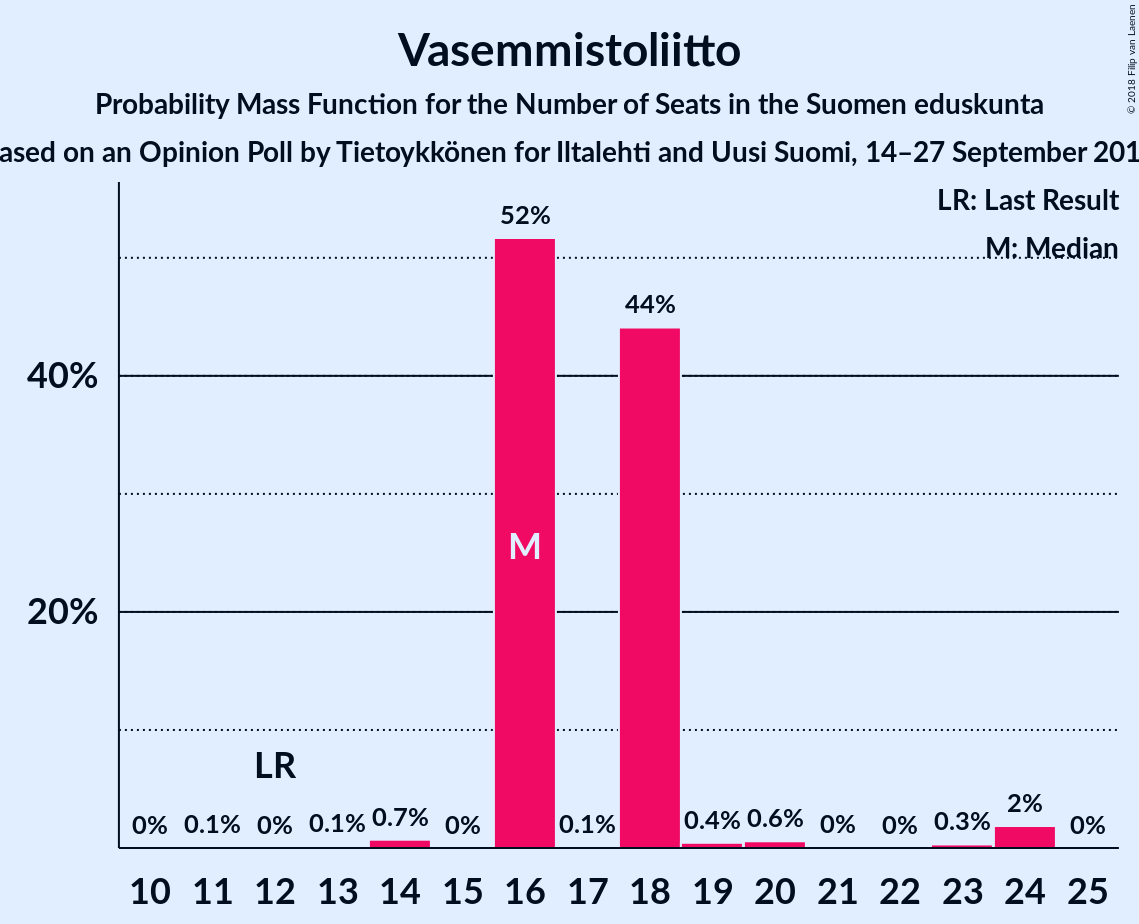 Vasemmistoliitto
Probability Mass Function for the Number of Seats in the Suomen eduskunta
ased on an Opinion Poll by Tietoykkönen for Iltalehti and Uusi Suomi, 14–27 September 201
© 2018 Filip van Laenen
LR: Last Result
M: Median
52%
44%
40%
M
20%
LR
0% 0.1% 0% 0.1% 0.7% 0% 0.1% 0.4% 0.6% 0% 0% 0.3% 2% 0%
10 11 12 13 14 15 16 17 18 19 20 21 22 23 24 25